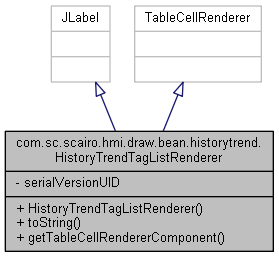 JLabel
TableCellRenderer
com.sc.scairo.hmi.draw.bean.historytrend.
HistoryTrendTagListRenderer
- serialVersionUID
+ HistoryTrendTagListRenderer()
+ toString()
+ getTableCellRendererComponent()